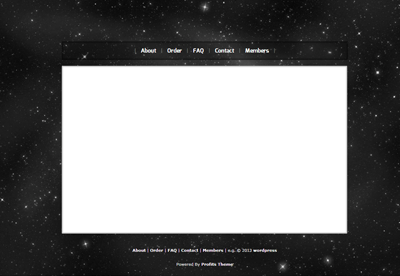 | About | Order | FAQ | Contact | Members |
About | Order | FAQ | Contact | Members | © 2012 wordpress
Powered By Profits Theme